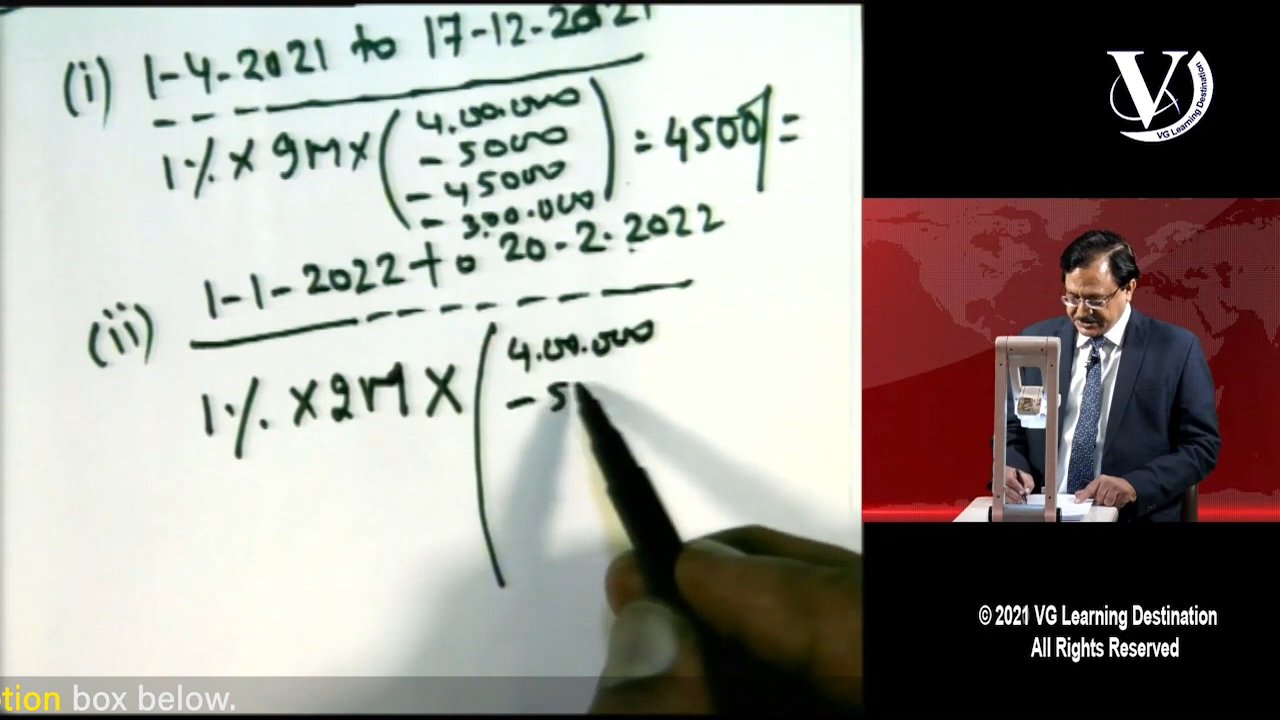 (i) 1-4-2021 to 17-12-2021
1% X 9M X ( 4.00.000
- 5000
- 45000
- 300.000 ) = 4500/=
(ii) 1-1-2022 to 20-2.2022
1% X 2M X ( 4.00.000
- 5
V
VG Learning Destination
© 2021 VG Learning Destination
All Rights Reserved
tion box below.